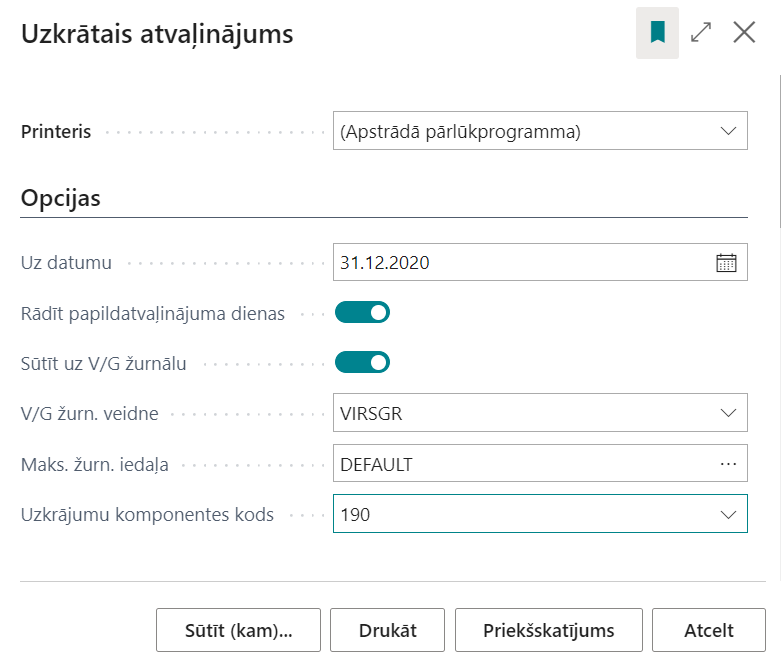 Uzkrātais atvaļinājums
Printeris (Apstrādā pārlūkprogramma)
Opcijas
Uz datumu 31.12.2020
Rādīt papildatvaļinājuma dienas
Sūtīt uz V/G žurnālu
V/G žurn. veidne VIRSGR
Maks. žurn. iedaļa DEFAULT
Uzkrājumu komponentes kods 190
Sūtīt (kam)... Drukāt Priekšskatījums Atcelt